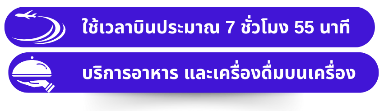 ใช้เวลาบินประมาณ 7 ชั่วโมง 55 นาที
บริการอาหาร และเครื่องดื่มบนเครื่อง